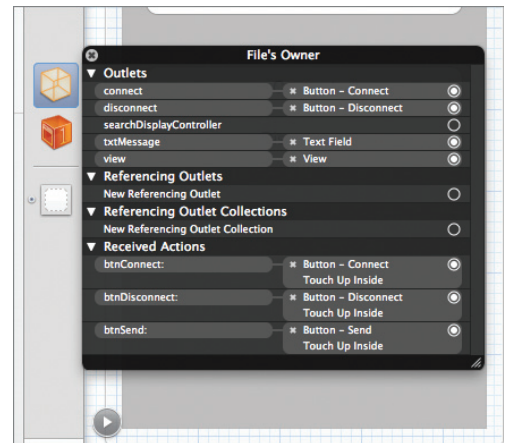 File's Owner
▼ Outlets
connect × Button – Connect
disconnect × Button – Disconnect
searchDisplayController
txtMessage × Text Field
view × View
▼ Referencing Outlets
New Referencing Outlet
▼ Referencing Outlet Collections
New Referencing Outlet Collection
▼ Received Actions
btnConnect: × Button – Connect
Touch Up Inside
btnDisconnect: × Button – Disconnect
Touch Up Inside
btnSend: × Button – Send
Touch Up Inside